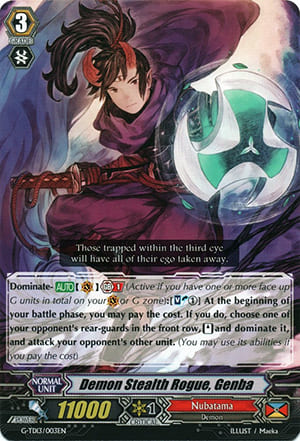 3
GRADE
Those trapped within the third eye
will have all of their ego taken away.
Dominate-AUTO[ ] GB 1 (Active if you have one or more face up
G units in total on your or G zone):[ ①] At the beginning of
your battle phase, you may pay the cost. If you do, choose one of
your opponent's rear-guards in the front row, [ ] and dominate it,
and attack your opponent's other unit. (You may use its abilities if
you pay the cost)
NORMAL
UNIT
Demon Stealth Rogue, Genba
11000
1
CRITICAL
Nubatama
Demon
G-TD13/003EN
ILLUST / Maeka